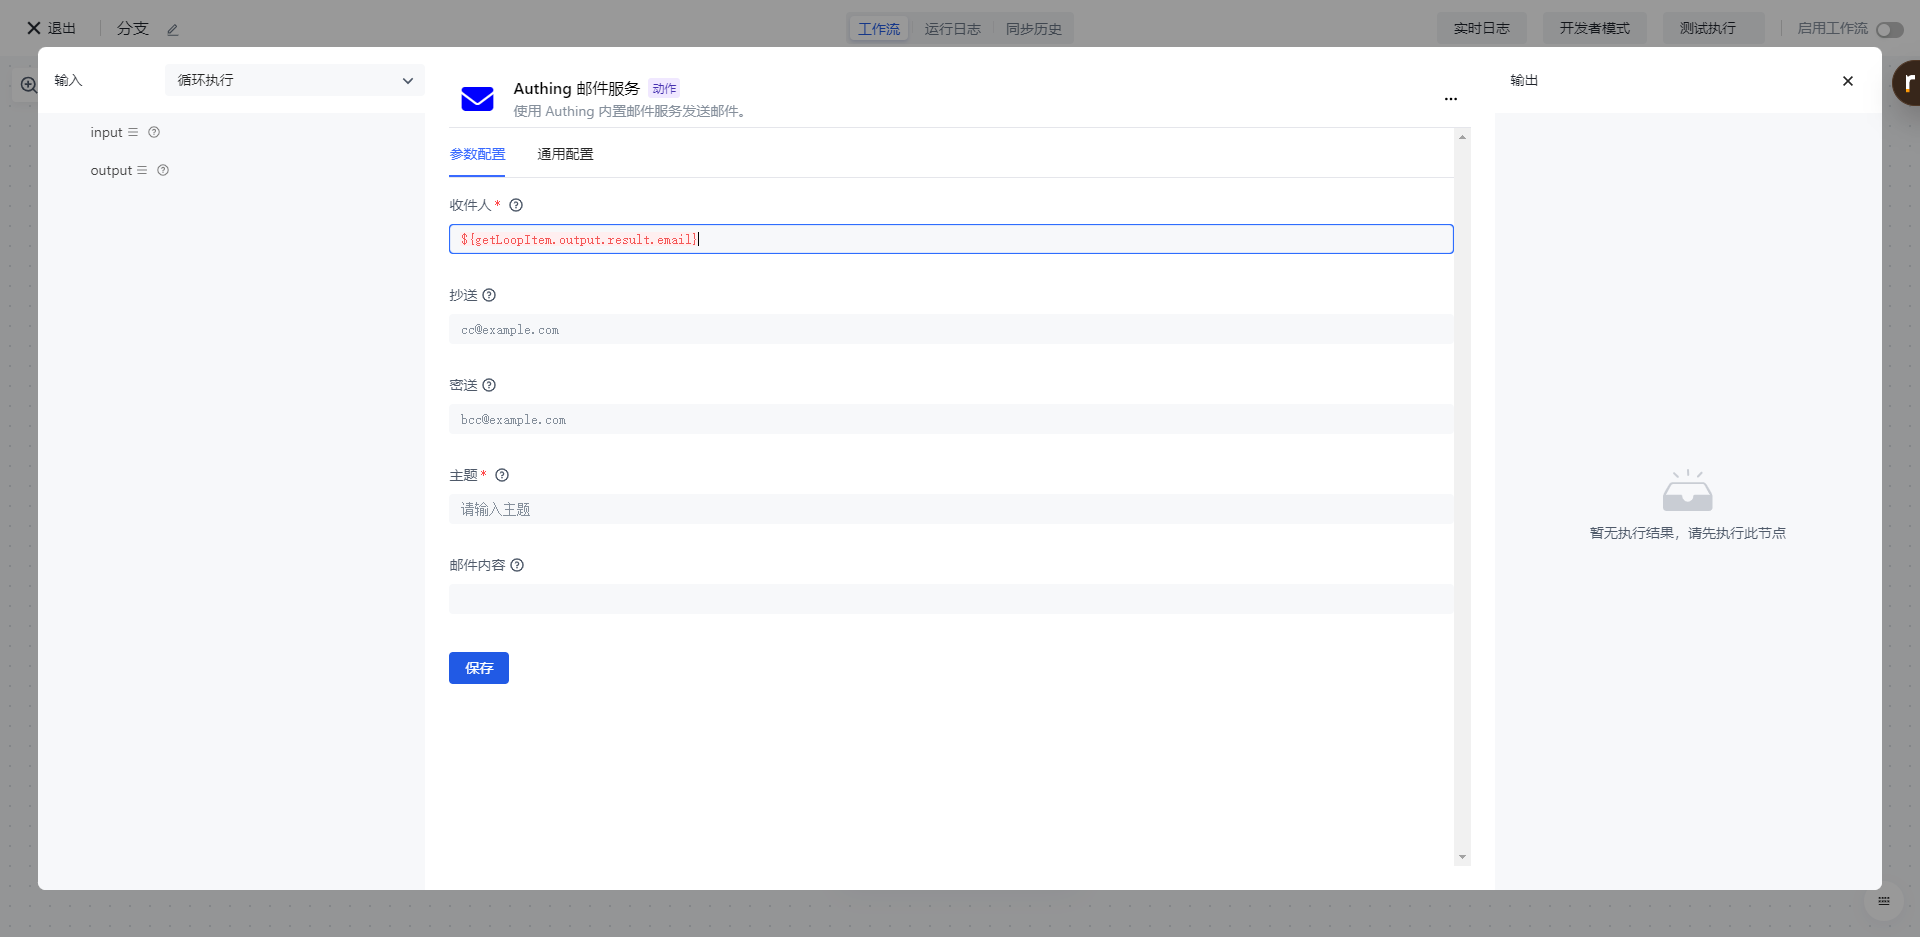 退出
分支
工作流
运行日志
同步历史
实时日志
开发者模式
测试执行
启用工作流
输入
循环执行
input
output
Authing 邮件服务
动作
使用 Authing 内置邮件服务发送邮件。
参数配置
通用配置
收件人*
${getLoopItem.output.result.email}
抄送
cc@example.com
密送
bcc@example.com
主题*
请输入主题
邮件内容
保存
输出
暂无执行结果，请先执行此节点
r